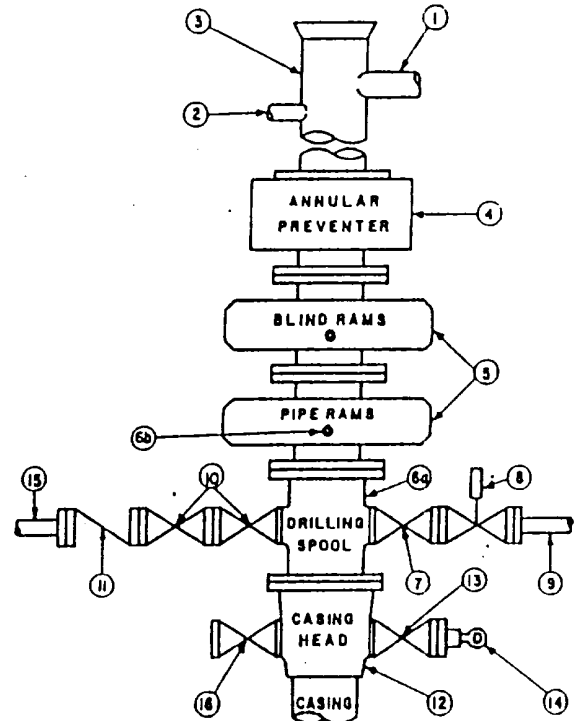 3
1
2
ANNULAR
PREVENTER
4
BLIND RAMS
5
PIPE RAMS
6b
6a
8
15
10
DRILLING
SPOOL
11
7
9
13
CASING
HEAD
16
12
14
CASING